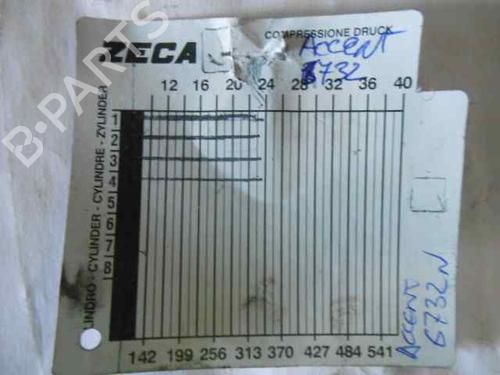 ZECA
COMPRESSIONE DRUCK
Accent
6732
12 16 20 24 28 32 36 40
CYLINDER - CYLINDRE - ZYLINDER
1
2
3
4
5
6
7
8
142 199 256 313 370 427 484 541
ACCENT
6732N
B-PARTS